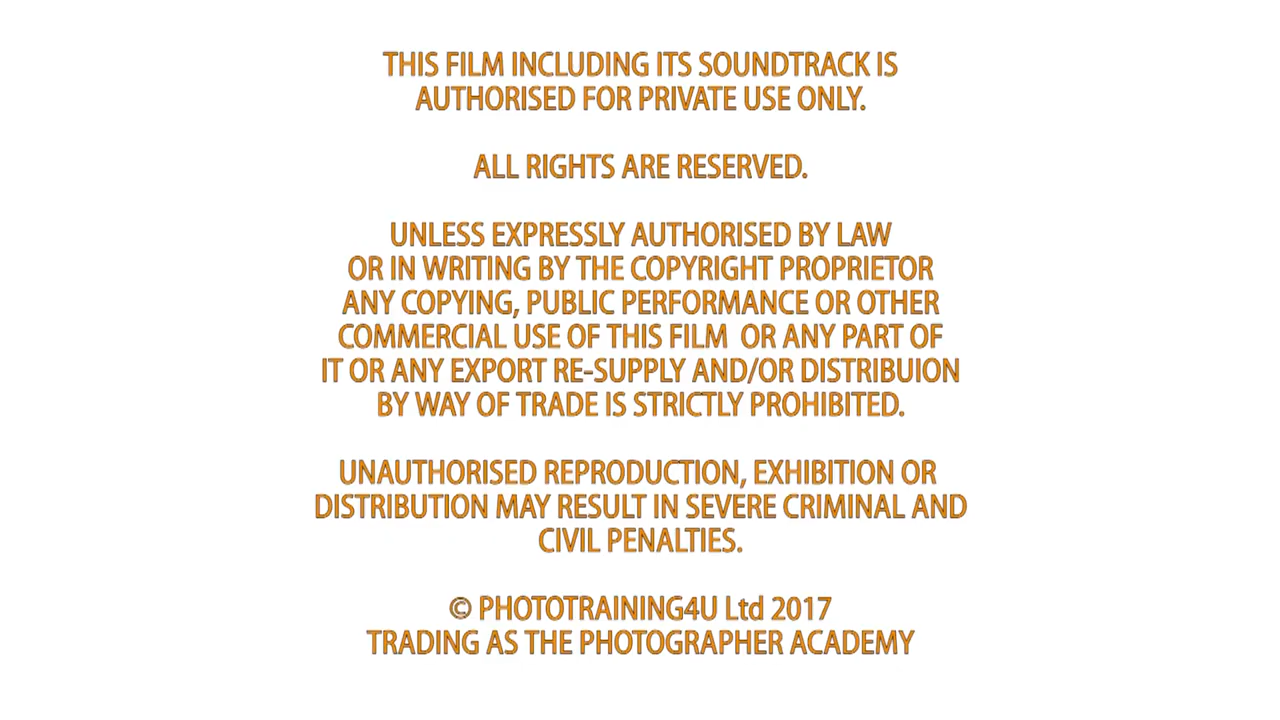 THIS FILM INCLUDING ITS SOUNDTRACK IS
AUTHORISED FOR PRIVATE USE ONLY.
ALL RIGHTS ARE RESERVED.
UNLESS EXPRESSLY AUTHORISED BY LAW
OR IN WRITING BY THE COPYRIGHT PROPRIETOR
ANY COPYING, PUBLIC PERFORMANCE OR OTHER
COMMERCIAL USE OF THIS FILM  OR ANY PART OF
IT OR ANY EXPORT RE-SUPPLY AND/OR DISTRIBUION
BY WAY OF TRADE IS STRICTLY PROHIBITED.
UNAUTHORISED REPRODUCTION, EXHIBITION OR
DISTRIBUTION MAY RESULT IN SEVERE CRIMINAL AND
CIVIL PENALTIES.
© PHOTOTRAINING4U Ltd 2017
TRADING AS THE PHOTOGRAPHER ACADEMY